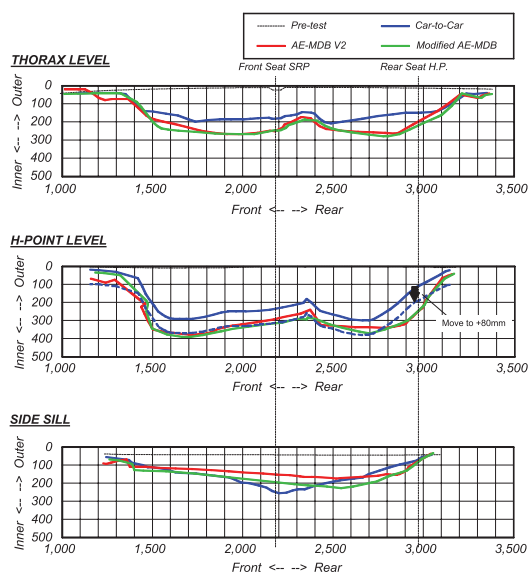 Pre-test
Car-to-Car
AE-MDB V2
Modified AE-MDB
THORAX LEVEL
Front Seat SRP
Rear Seat H.P.
Inner <-- --> Outer
0
100
200
300
400
500
1,000
1,500
2,000
2,500
3,000
3,500
Front <-- --> Rear
H-POINT LEVEL
Inner <-- --> Outer
0
100
200
300
400
500
Move to +80mm
1,000
1,500
2,000
2,500
3,000
3,500
Front <-- --> Rear
SIDE SILL
Inner <-- --> Outer
0
100
200
300
400
500
1,000
1,500
2,000
2,500
3,000
3,500
Front <-- --> Rear